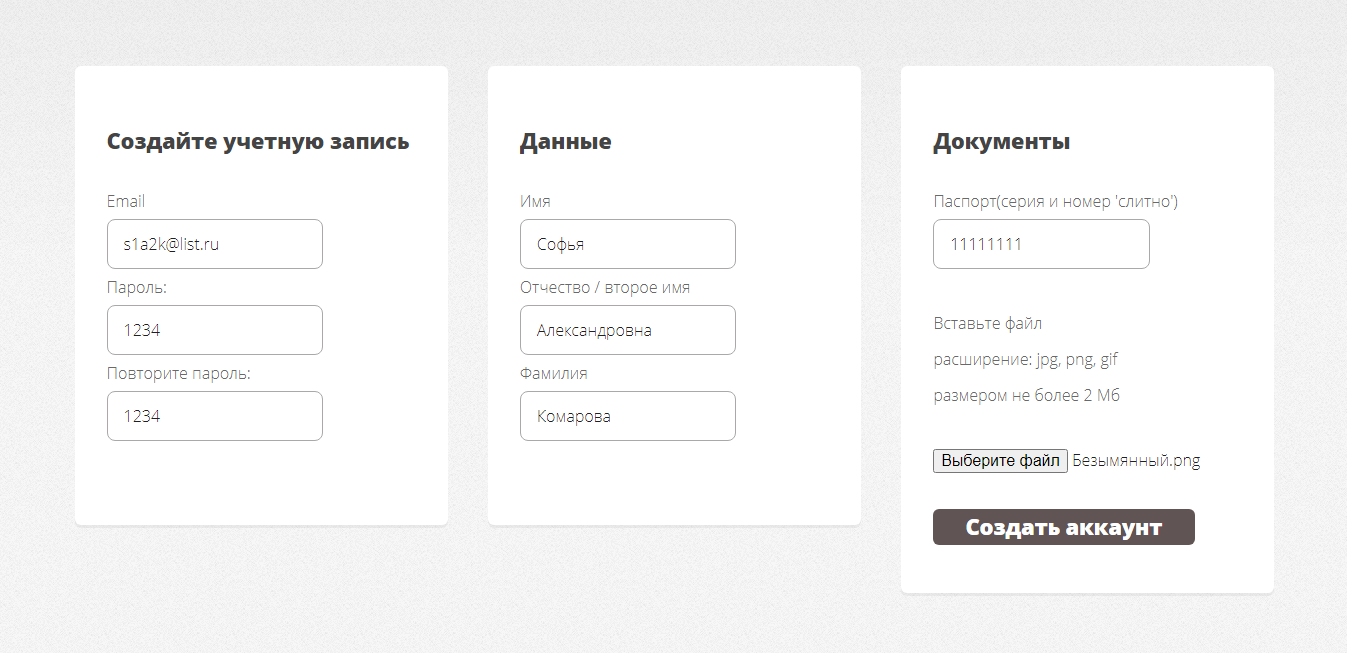 Создайте учетную запись
Email
s1a2k@list.ru
Пароль:
1234
Повторите пароль:
1234
Данные
Имя
Софья
Отчество / второе имя
Александровна
Фамилия
Комарова
Документы
Паспорт(серия и номер 'слитно')
11111111
Вставьте файл
расширение: jpg, png, gif
размером не более 2 Мб
Выберите файл Безымянный.png
Создать аккаунт